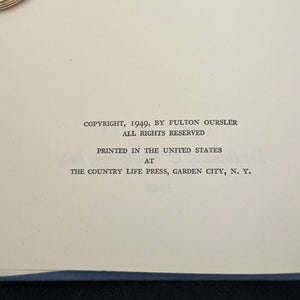 COPYRIGHT, 1949, BY FULTON OURSLER
ALL RIGHTS RESERVED
PRINTED IN THE UNITED STATES
AT
THE COUNTRY LIFE PRESS, GARDEN CITY, N. Y.